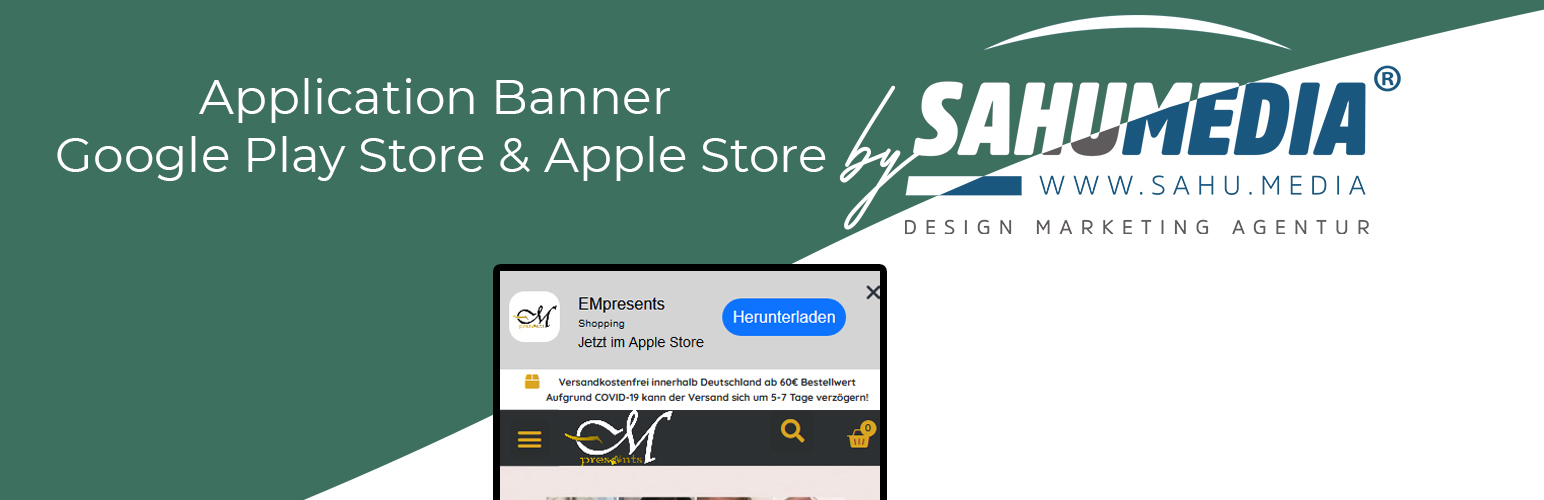 Application Banner
Google Play Store & Apple Store
by SAHUMEDIA®
WWW.SAHU.MEDIA
DESIGN MARKETING AGENTUR
M
presents
EMpresents
Shopping
Jetzt im Apple Store
Herunterladen
Versandkostenfrei innerhalb Deutschland ab 60€ Bestellwert
Aufgrund COVID-19 kann der Versand sich um 5-7 Tage verzögern!
M
presents
0